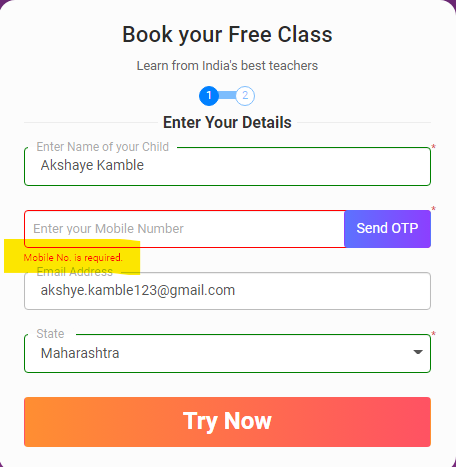 Book your Free Class
Learn from India's best teachers
1 2
Enter Your Details
Enter Name of your Child
*
Akshaye Kamble
*
Enter your Mobile Number
Send OTP
Mobile No. is required.
Email Address
akshye.kamble123@gmail.com
State
*
Maharashtra
Try Now